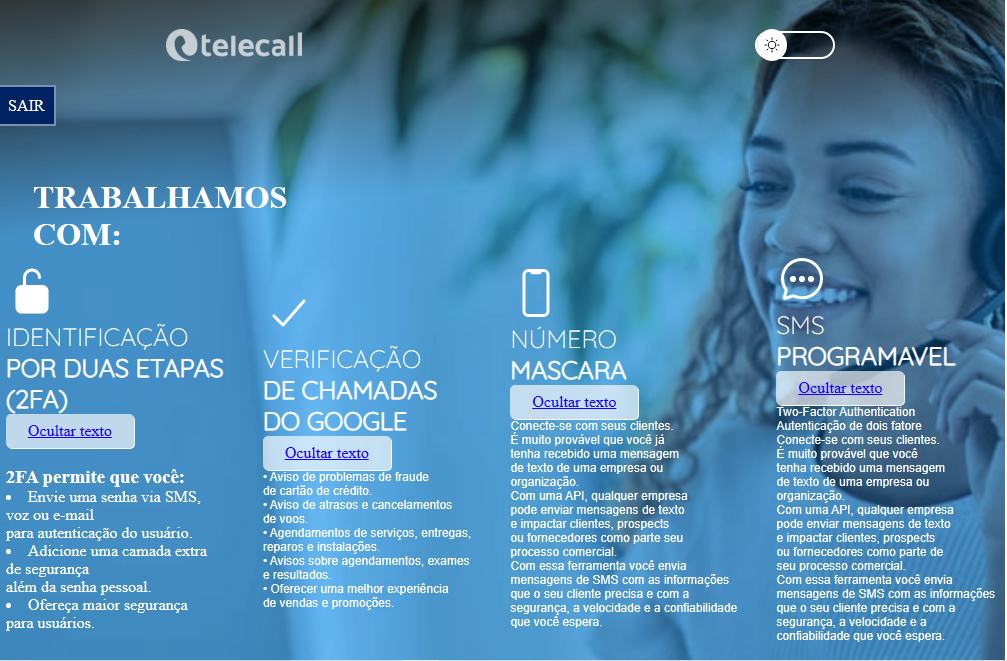 telecall
SAIR
TRABALHAMOS
COM:
IDENTIFICAÇÃO
POR DUAS ETAPAS
(2FA)
Ocultar texto
2FA permite que você:
• Envie uma senha via SMS,
voz ou e-mail
para autenticação do usuário.
• Adicione uma camada extra
de segurança
além da senha pessoal.
• Ofereça maior segurança
para usuários.
VERIFICAÇÃO
DE CHAMADAS
DO GOOGLE
Ocultar texto
• Aviso de problemas de fraude
de cartão de crédito.
• Aviso de atrasos e cancelamentos
de voos.
• Agendamentos de serviços, entregas,
reparos e instalações.
• Avisos sobre agendamentos, exames
e resultados.
• Oferecer uma melhor experiência
de vendas e promoções.
NÚMERO
MASCARA
Ocultar texto
Conecte-se com seus clientes.
É muito provável que você já
tenha recebido uma mensagem
de texto de uma empresa ou
organização.
Com uma API, qualquer empresa
pode enviar mensagens de texto
e impactar clientes, prospects
ou fornecedores como parte seu
processo comercial.
Com essa ferramenta você envia
mensagens de SMS com as informações
que o seu cliente precisa e com a
segurança, a velocidade e a confiabilidade
que você espera.
SMS
PROGRAMAVEL
Ocultar texto
Two-Factor Authentication
Autenticação de dois fatore
Conecte-se com seus clientes.
É muito provável que você
tenha recebido uma mensagem
de texto de uma empresa ou
organização.
Com uma API, qualquer empresa
pode enviar mensagens de texto
e impactar clientes, prospects
ou fornecedores como parte de
seu processo comercial.
Com essa ferramenta você envia
mensagens de SMS com as informações
que o seu cliente precisa e com a
segurança, a velocidade e a
confiabilidade que você espera.